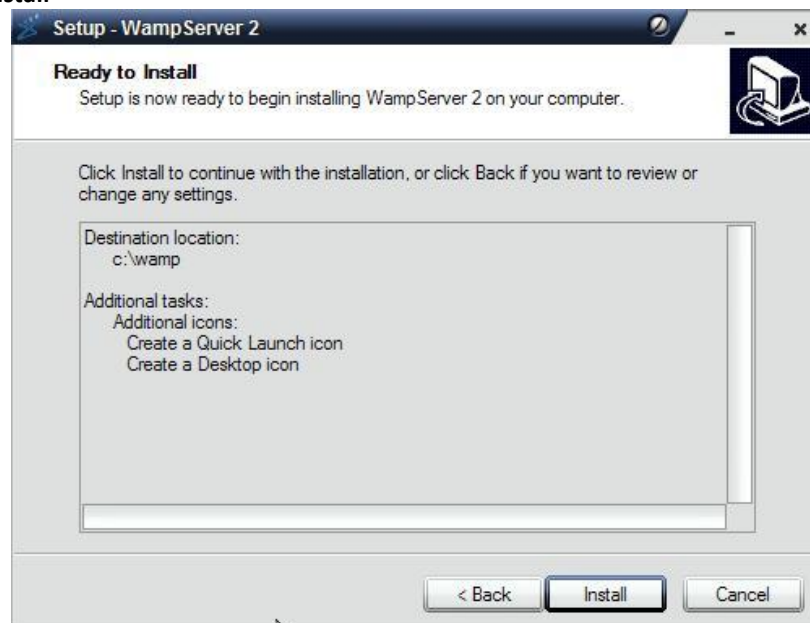 Setup - WampServer 2
Ready to Install
Setup is now ready to begin installing WampServer 2 on your computer.
Click Install to continue with the installation, or click Back if you want to review or
change any settings.
Destination location:
c:\wamp
Additional tasks:
Additional icons:
Create a Quick Launch icon
Create a Desktop icon
< Back
Install
Cancel